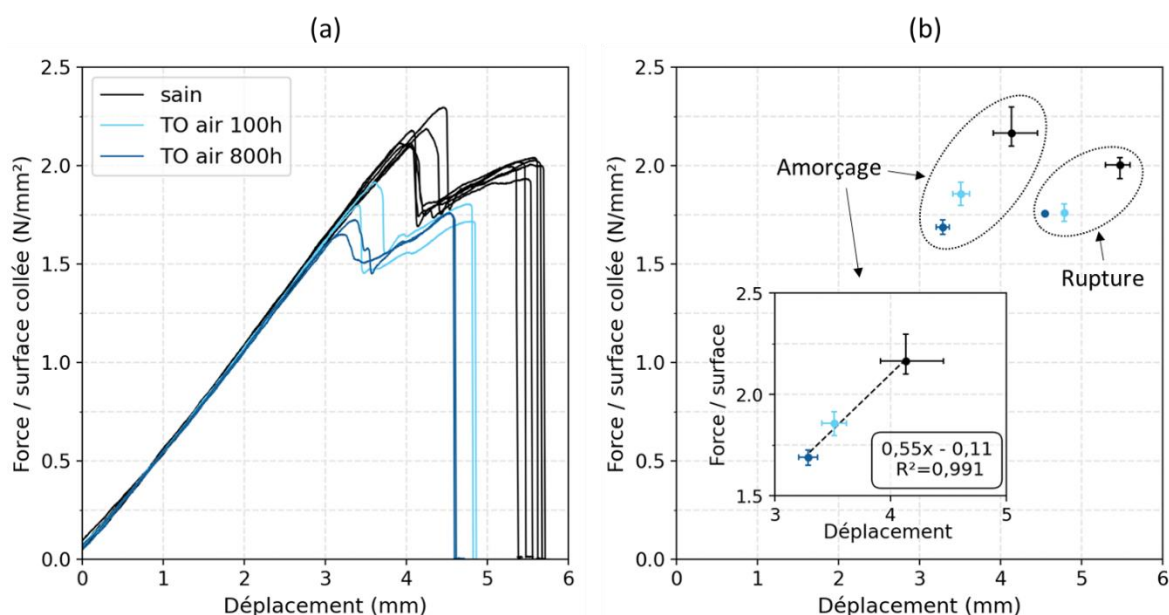 (a)
2.5
2.0
1.5
1.0
0.5
0.0
Force / surface collée (N/mm²)
sain
TO air 100h
TO air 800h
0
1
2
3
4
5
6
Déplacement (mm)
(b)
2.5
2.0
1.5
1.0
0.5
0.0
Force / surface collée (N/mm²)
Amorçage
Rupture
2.5
2.0
1.5
Force / surface
0,55x - 0,11
R²=0,991
3
4
5
Déplacement
0
1
2
3
4
5
6
Déplacement (mm)